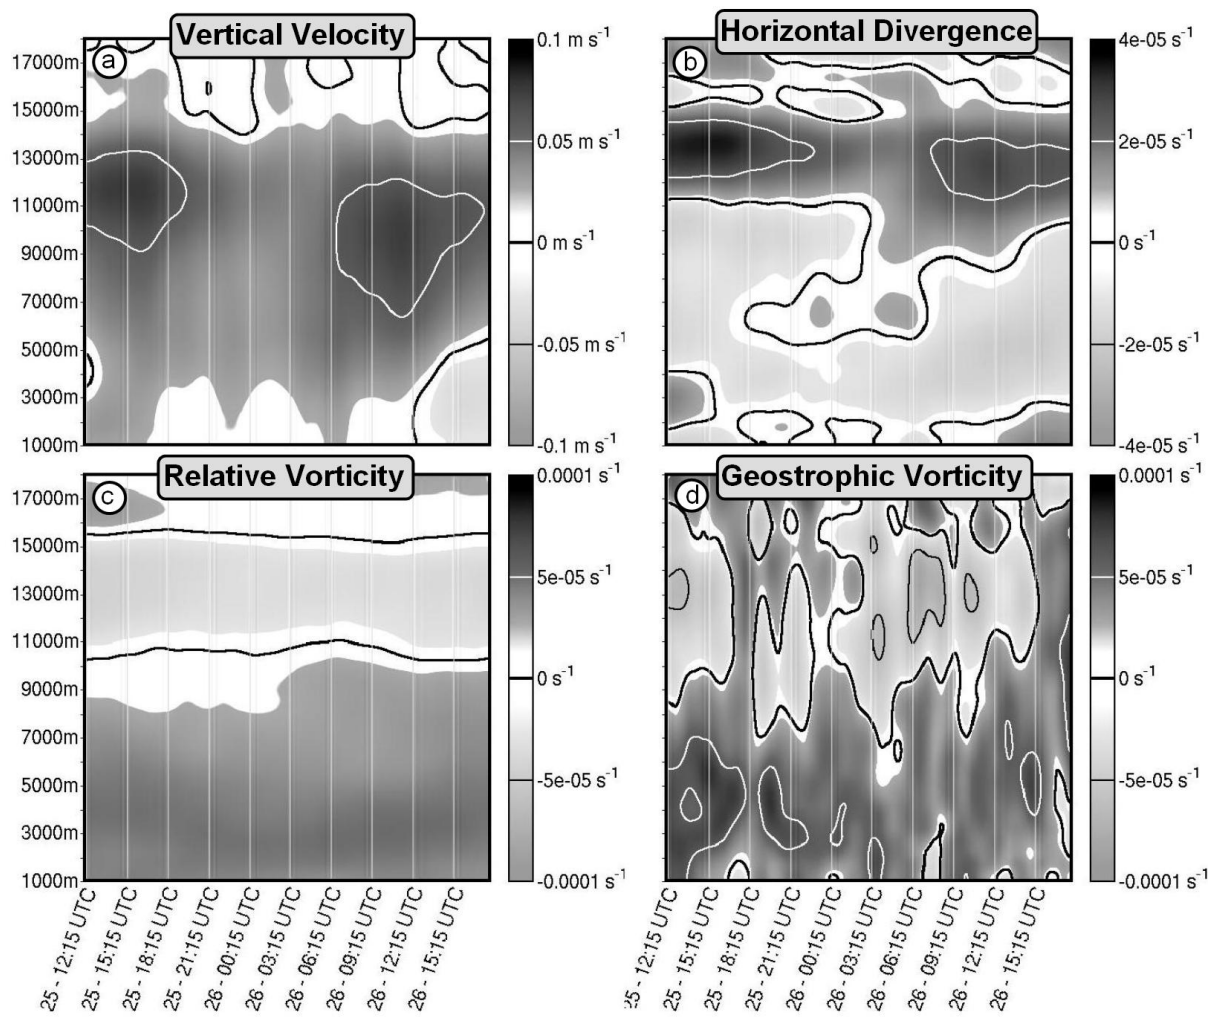 Vertical Velocity
Horizontal Divergence
a
b
17000m
15000m
13000m
11000m
9000m
7000m
5000m
3000m
1000m
0.1 m s-1
0.05 m s-1
0 m s-1
-0.05 m s-1
-0.1 m s-1
4e-05 s-1
2e-05 s-1
0 s-1
-2e-05 s-1
-4e-05 s-1
Relative Vorticity
Geostrophic Vorticity
c
d
17000m
15000m
13000m
11000m
9000m
7000m
5000m
3000m
1000m
0.0001 s-1
5e-05 s-1
0 s-1
-5e-05 s-1
-0.0001 s-1
0.0001 s-1
5e-05 s-1
0 s-1
-5e-05 s-1
-0.0001 s-1
25 - 12:15 UTC
25 - 15:15 UTC
25 - 18:15 UTC
25 - 21:15 UTC
26 - 00:15 UTC
26 - 03:15 UTC
26 - 06:15 UTC
26 - 09:15 UTC
26 - 12:15 UTC
26 - 15:15 UTC
25 - 12:15 UTC
25 - 15:15 UTC
25 - 18:15 UTC
25 - 21:15 UTC
26 - 00:15 UTC
26 - 03:15 UTC
26 - 06:15 UTC
26 - 09:15 UTC
26 - 12:15 UTC
26 - 15:15 UTC